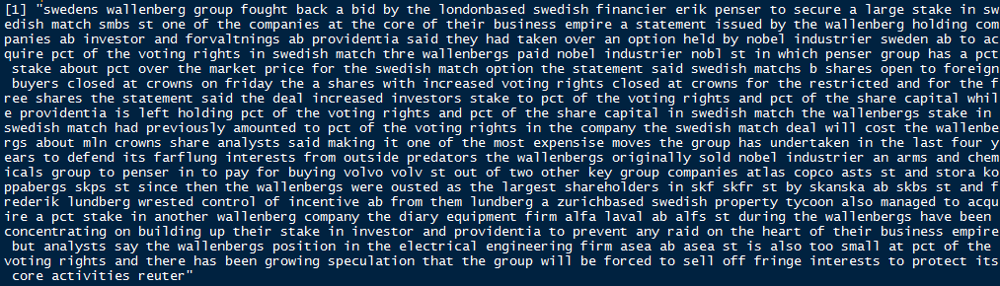 [1] "swedens wallenberg group fought back a bid by the londonbased swedish financier erik penser to secure a large stake in sw
edish match smbs st one of the companies at the core of their business empire a statement issued by the wallenberg holding com
panies ab investor and forvaltnings ab providentia said they had taken over an option held by nobel industrier sweden ab to ac
quire pct of the voting rights in swedish match thre wallenbergs paid nobel industrier nobl st in which penser group has a pct
 stake about pct over the market price for the swedish match option the statement said swedish matchs b shares open to foreign
 buyers closed at crowns on friday the a shares with increased voting rights closed at crowns for the restricted and for the f
ree shares the statement said the deal increased investors stake to pct of the voting rights and pct of the share capital whil
e providentia is left holding pct of the voting rights and pct of the share capital in swedish match the wallenbergs stake in
swedish match had previously amounted to pct of the voting rights in the company the swedish match deal will cost the wallenbe
rgs about mln crowns share analysts said making it one of the most expensise moves the group has undertaken in the last four y
ears to defend its farflung interests from outside predators the wallenbergs originally sold nobel industrier an arms and chem
icals group to penser in to pay for buying volvo volv st out of two other key group companies atlas copco asts st and stora ko
ppabergs skps st since then the wallenbergs were ousted as the largest shareholders in skf skfr st by skanska ab skbs st and f
rederik lundberg wrested control of incentive ab from them lundberg a zurichbased swedish property tycoon also managed to acqu
ire a pct stake in another wallenberg company the diary equipment firm alfa laval ab alfs st during the wallenbergs have been
concentrating on building up their stake in investor and providentia to prevent any raid on the heart of their business empire
 but analysts say the wallenbergs position in the electrical engineering firm asea ab asea st is also too small at pct of the
voting rights and there has been growing speculation that the group will be forced to sell off fringe interests to protect its
 core activities reuter"